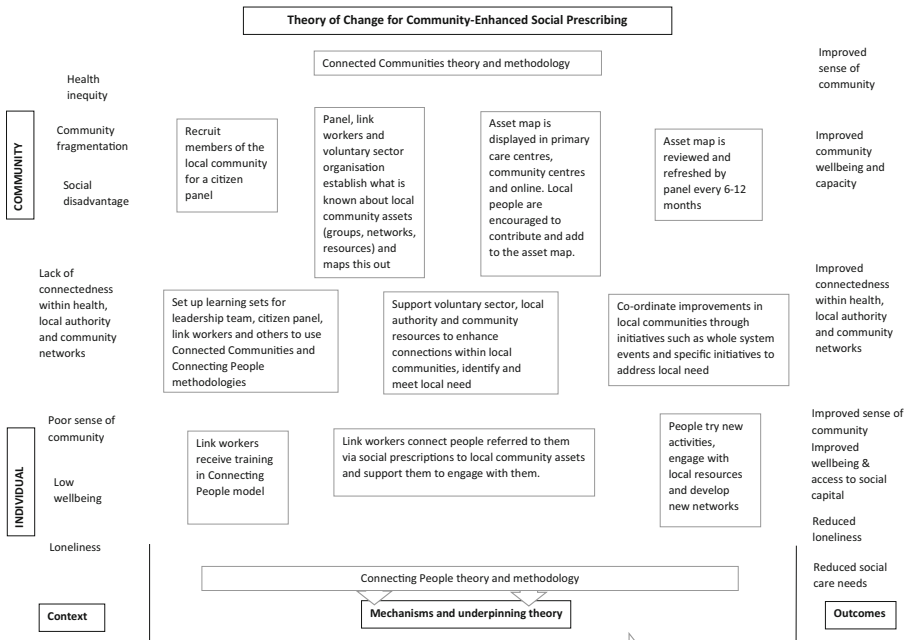 Theory of Change for Community-Enhanced Social Prescribing
Connected Communities theory and methodology
COMMUNITY
Health
inequity
Community
fragmentation
Social
disadvantage
Recruit
members of the
local community
for a citizen
panel
Panel, link
workers and
voluntary sector
organisation
establish what is
known about local
community assets
(groups, networks,
resources) and
maps this out
Asset map is
displayed in primary
care centres,
community centres
and online. Local
people are
encouraged to
contribute and add
to the asset map.
Asset map is
reviewed and
refreshed by
panel every 6-12
months
Improved
sense of
community
Improved
community
wellbeing and
capacity
Lack of
connectedness
within health,
local authority
and community
networks
Set up learning sets for
leadership team, citizen panel,
link workers and others to use
Connected Communities and
Connecting People
methodologies
Support voluntary sector, local
authority and community
resources to enhance
connections within local
communities, identify and
meet local need
Co-ordinate improvements in
local communities through
initiatives such as whole system
events and specific initiatives to
address local need
Improved
connectedness
within health,
local authority
and community
networks
INDIVIDUAL
Poor sense of
community
Low
wellbeing
Loneliness
Link workers
receive training
in Connecting
People model
Link workers connect people referred to them
via social prescriptions to local community assets
and support them to engage with them.
People try new
activities,
engage with
local resources
and develop
new networks
Improved sense of
community
Improved
wellbeing &
access to social
capital
Reduced
loneliness
Reduced social
care needs
Connecting People theory and methodology
Context
Mechanisms and underpinning theory
Outcomes